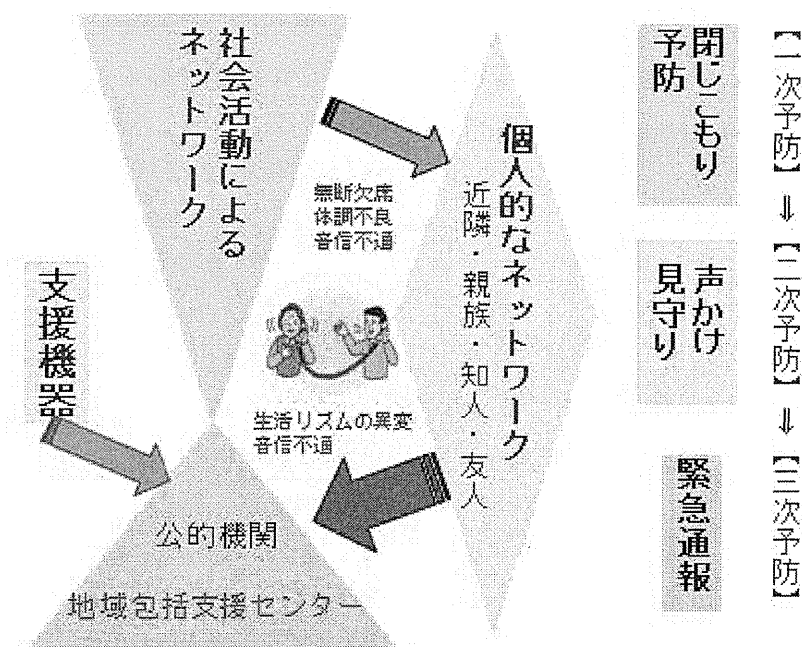 社会活動による
ネットワーク
無断欠席
体調不良
音信不通
個人的なネットワーク
近隣・親族・知人・友人
支援機器
生活リズムの異変
音信不通
公的機関
地域包括支援センター
閉じこもり
予防
声かけ
見守り
緊急通報
【一次予防】⇓【二次予防】⇓【三次予防】